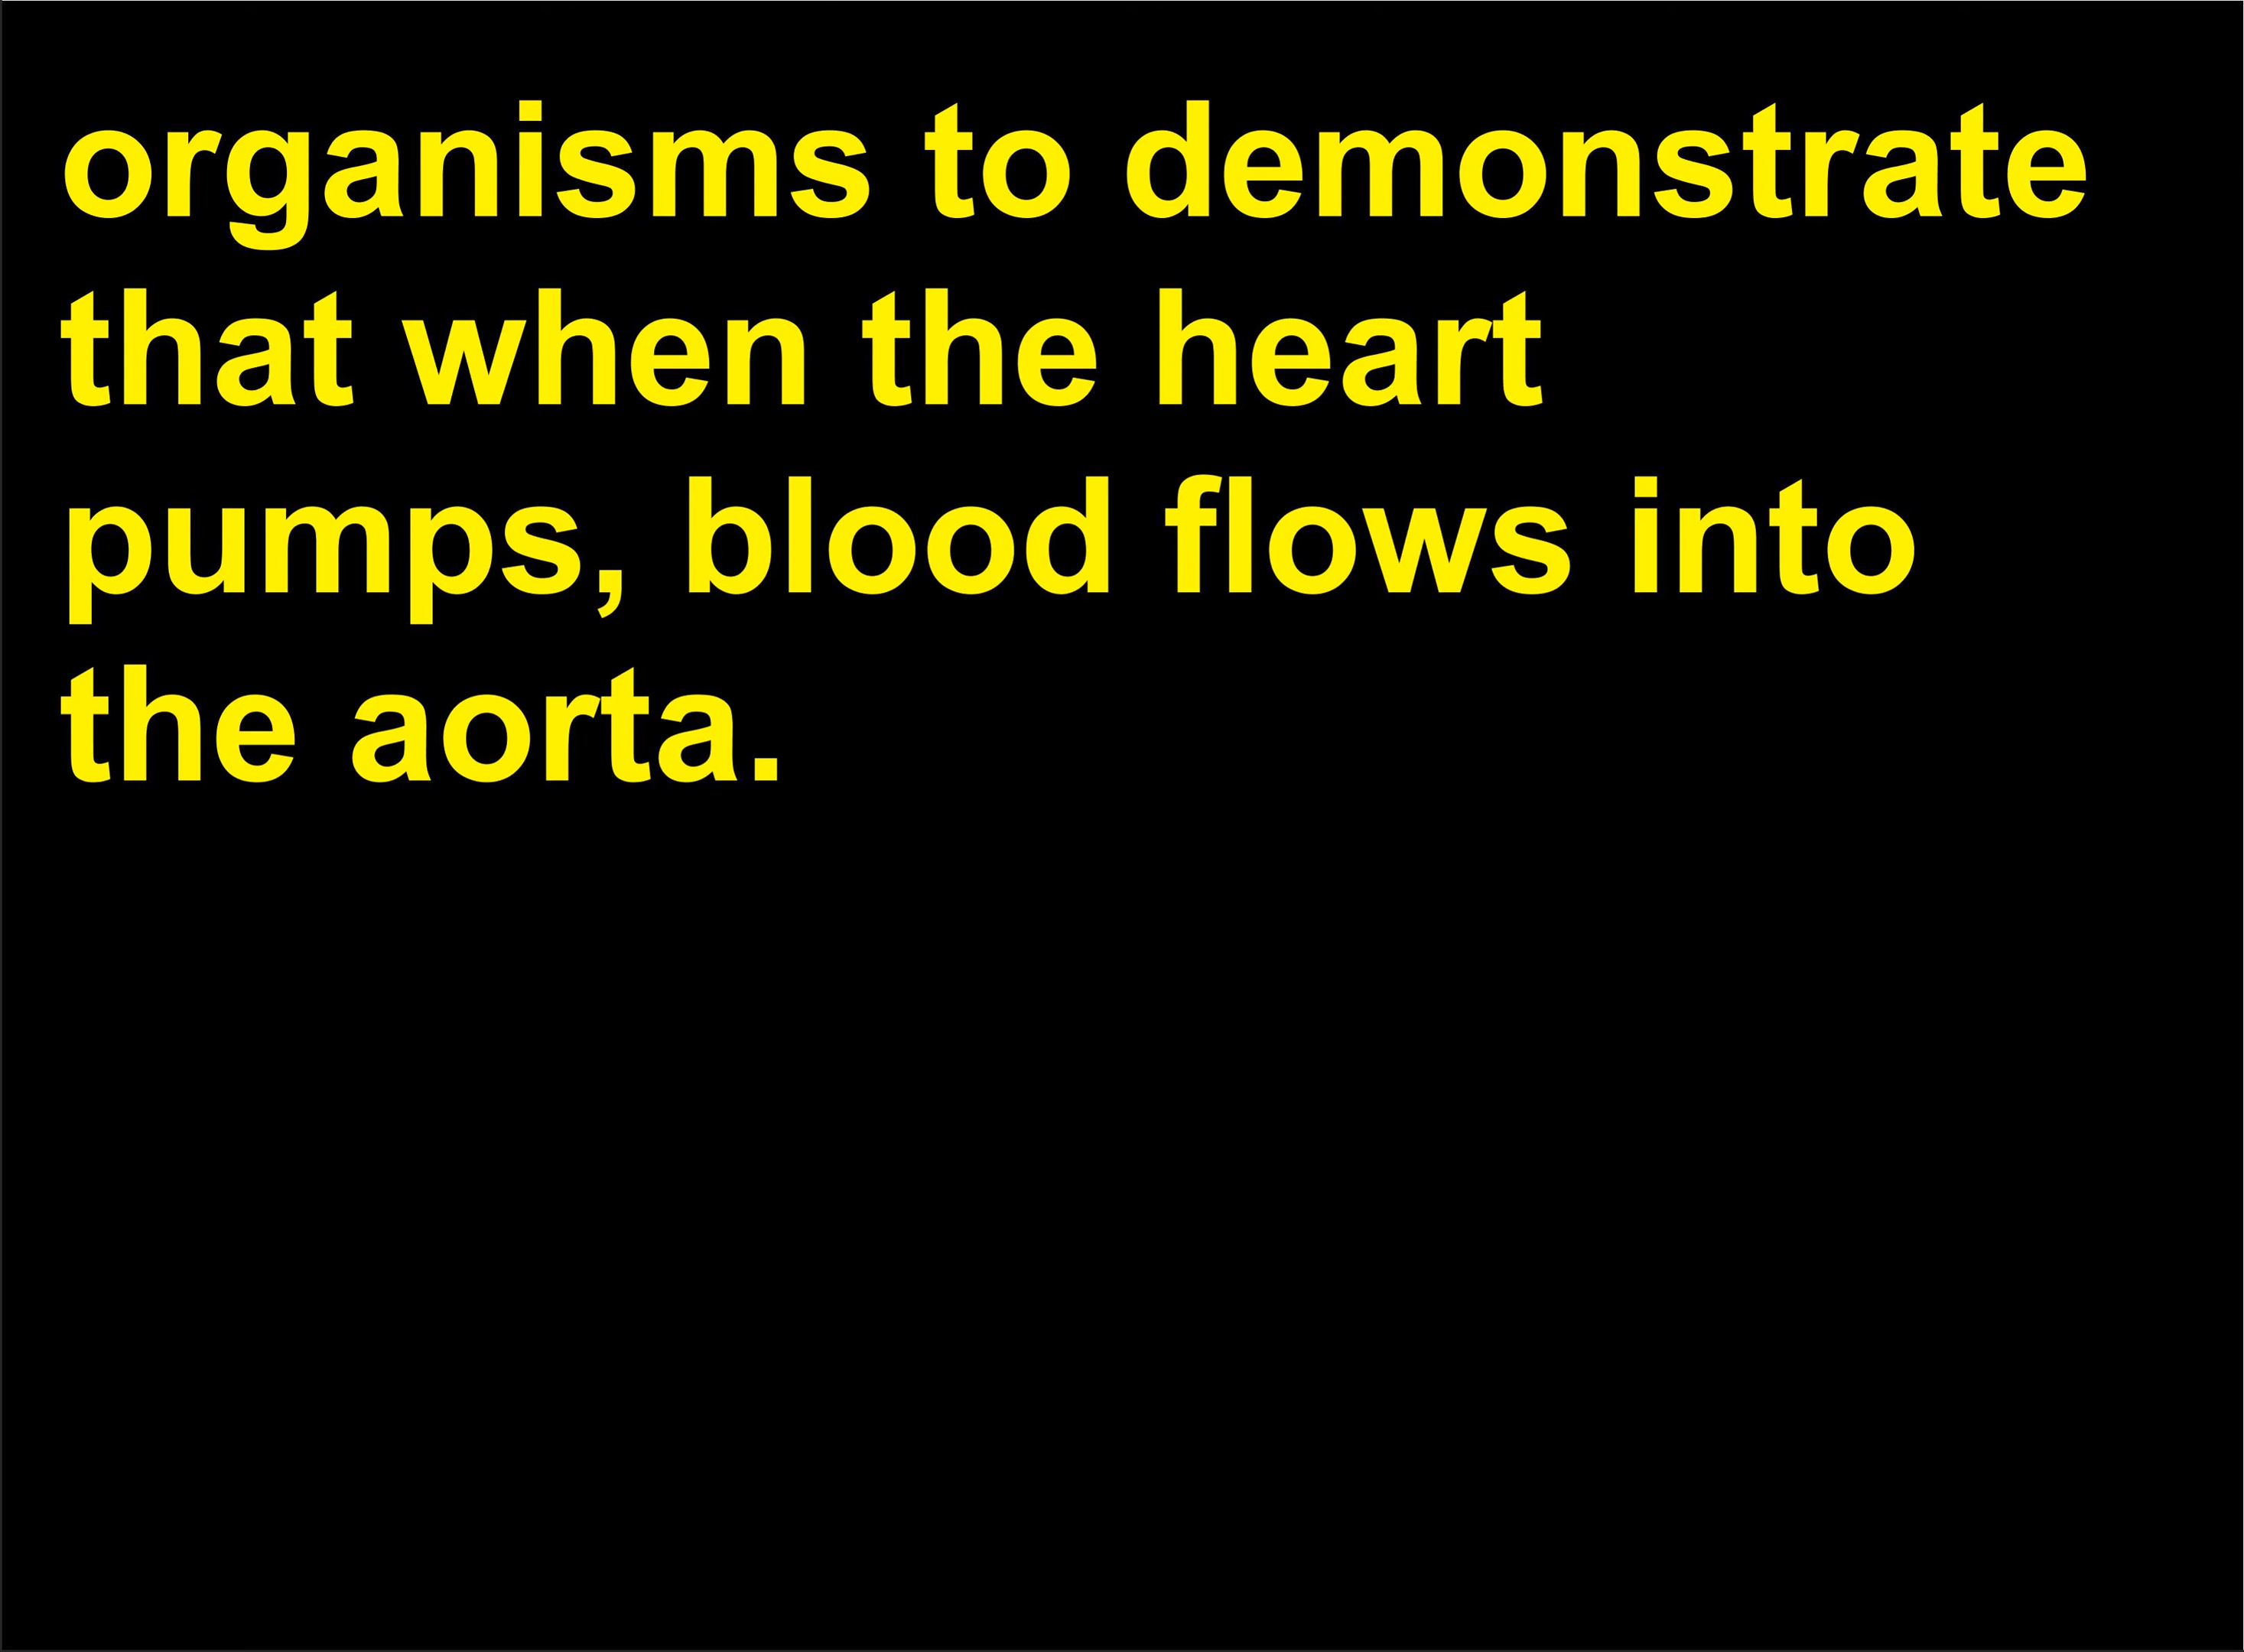 organisms to demonstrate
that when the heart
pumps, blood flows into
the aorta.